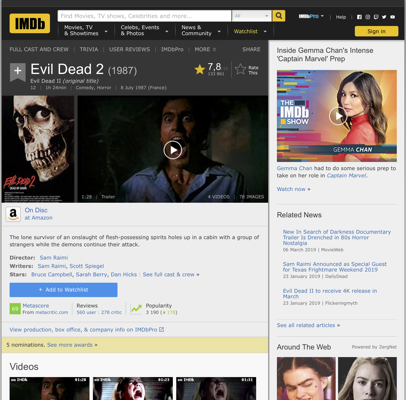 IMDb
Find Movies, TV shows, Celebrities and more...
All
IMDbPro
Help
Movies, TV & Showtimes
Celebs, Events & Photos
News & Community
Watchlist
Sign in
FULL CAST AND CREW | TRIVIA | USER REVIEWS | IMDbPro | MORE
SHARE
Evil Dead 2 (1987)
Evil Dead II (original title)
12 | 1h 24min | Comedy, Horror | 8 July 1987 (France)
7,8
Rate This
1:28 | Trailer
4 VIDEOS | 78 IMAGES
On Disc
at Amazon
The lone survivor of an onslaught of flesh-possessing spirits holes up in a cabin with a group of
strangers while the demons continue their attack.
Director: Sam Raimi
Writers: Sam Raimi, Scott Spiegel
Stars: Bruce Campbell, Sarah Berry, Dan Hicks | See full cast & crew »
+ Add to Watchlist
Metascore
From metacritic.com
Reviews
560 user | 278 critic
Popularity
View production, box office, & company info on IMDbPro
5 nominations. See more awards »
Videos
Inside Gemma Chan's Intense
'Captain Marvel' Prep
THE
IMDb
SHOW
GEMMA CHAN
Gemma Chan had to do some serious prep to
take on her role in Captain Marvel.
Watch now »
Related News
New In Search of Darkness Documentary
Trailer Is Drenched in 80s Horror
Nostalgia
06 March 2019 | MovieWeb
Sam Raimi Announced as Special
Guest for Texas Frightmare Weekend 2019
23 January 2019 | DailyDead
Evil Dead II to receive 4K release in
March
23 January 2019 | Flickeringmyth
See all related articles »
Around The Web
Powered by ZergNet